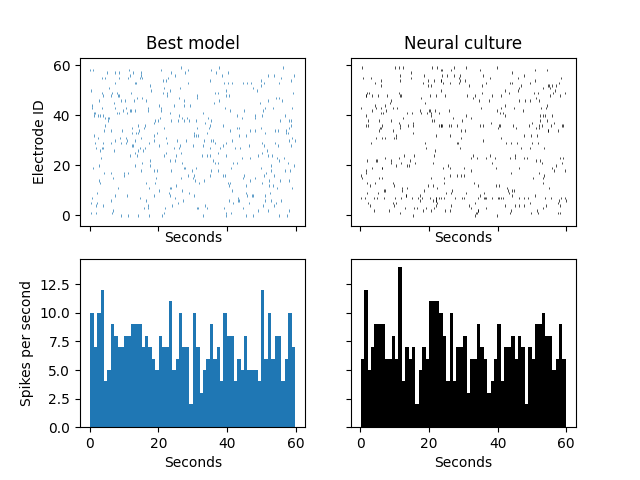 Best model
Neural culture
Electrode ID
60
40
20
0
Seconds
Seconds
Spikes per second
12.5
10.0
7.5
5.0
2.5
0.0
0 20 40 60
0 20 40 60
Seconds
Seconds